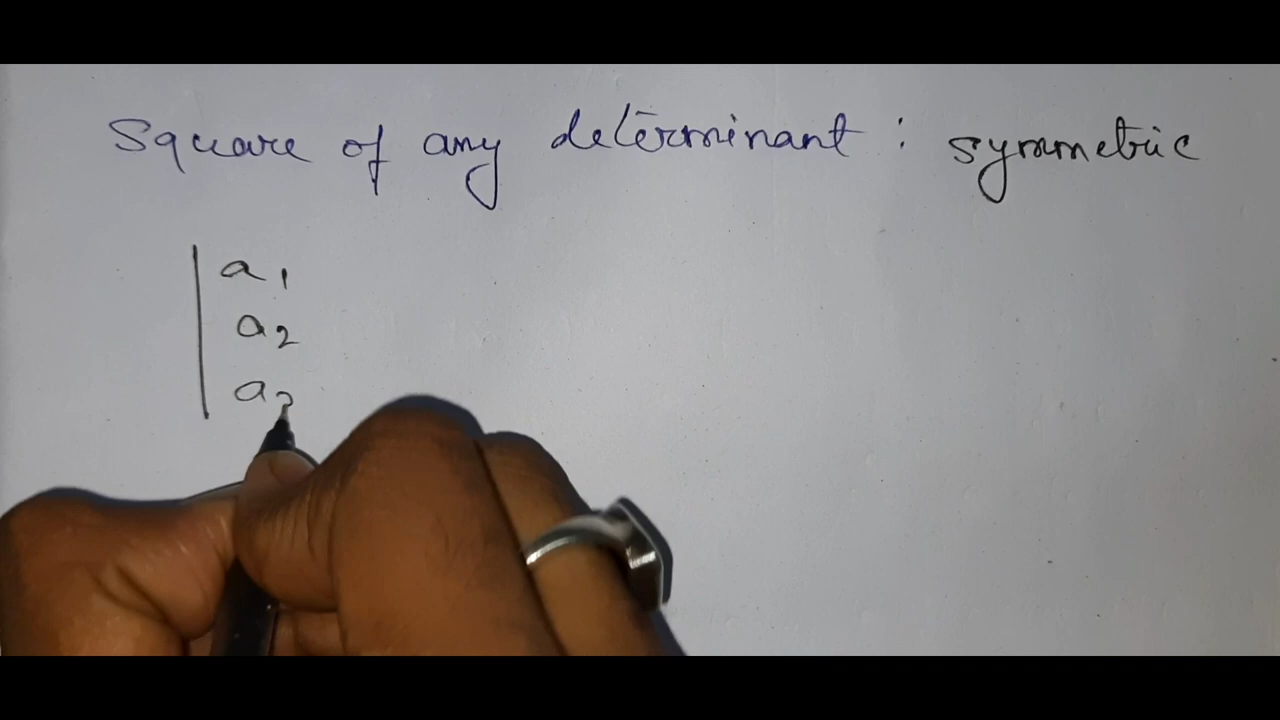 Square of any determinant : symmetric
a1
a2
a3